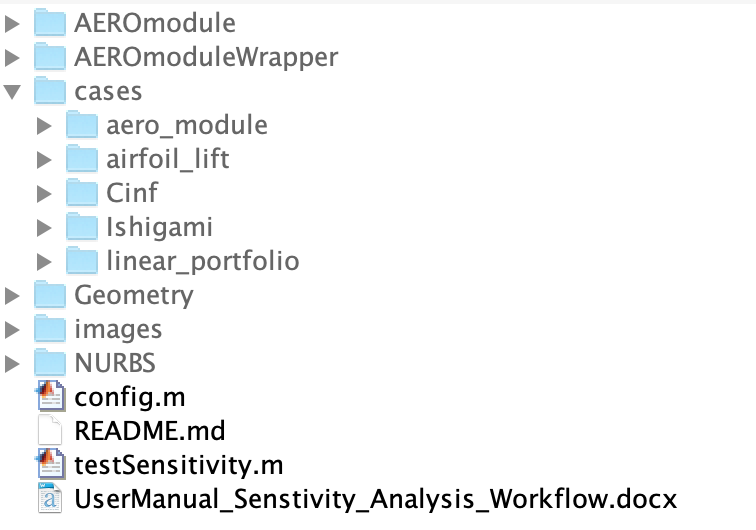 AEROmodule
AEROmoduleWrapper
cases
aero_module
airfoil_lift
Cinf
Ishigami
linear_portfolio
Geometry
images
NURBS
config.m
README.md
testSensitivity.m
UserManual_Senstivity_Analysis_Workflow.docx